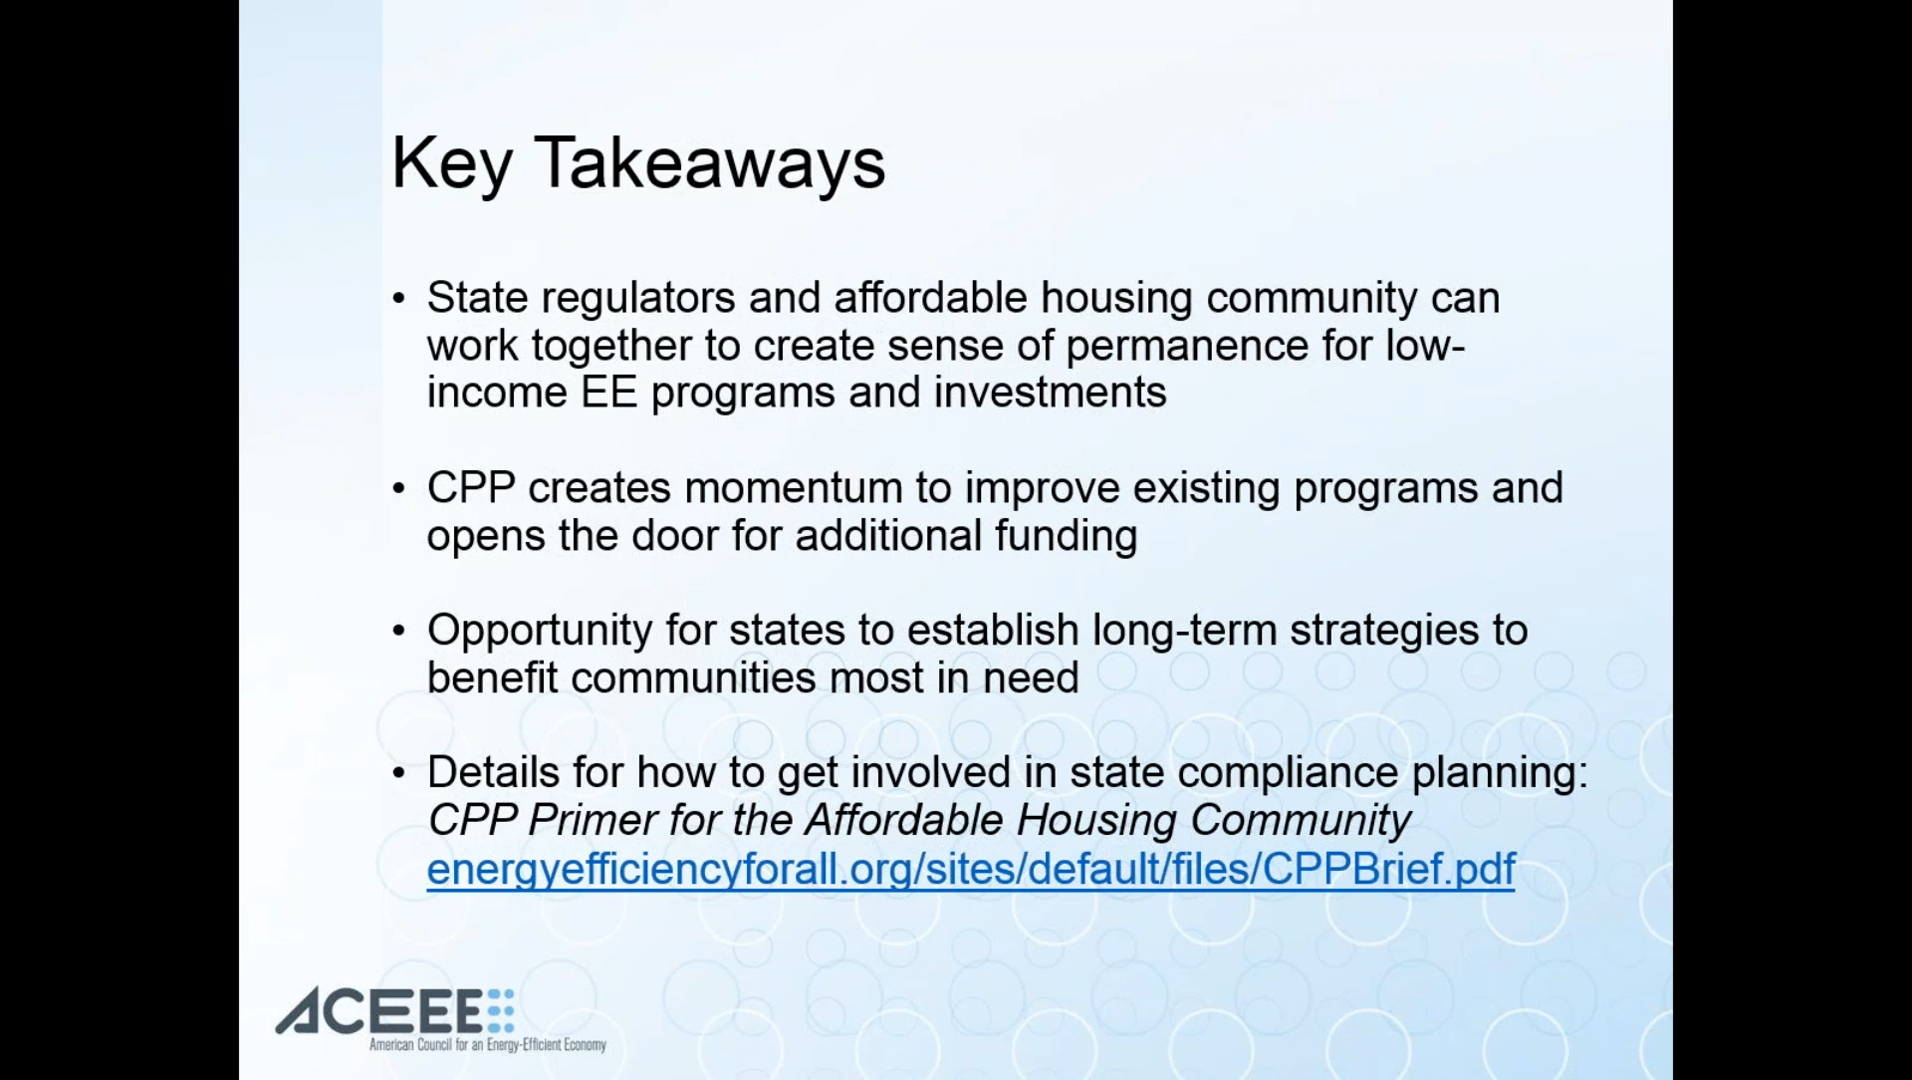 Key Takeaways
• State regulators and affordable housing community can
work together to create sense of permanence for low-
income EE programs and investments
• CPP creates momentum to improve existing programs and
opens the door for additional funding
• Opportunity for states to establish long-term strategies to
benefit communities most in need
• Details for how to get involved in state compliance planning:
CPP Primer for the Affordable Housing Community
energyefficiencyforall.org/sites/default/files/CPPBrief.pdf
ACEEE
American Council for an Energy-Efficient Economy